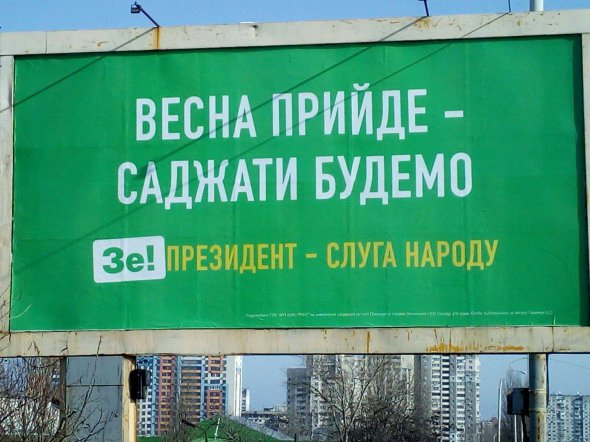 ВЕСНА ПРИЙДЕ –
САДЖАТИ БУДЕМО
Зе! ПРЕЗИДЕНТ – СЛУГА НАРОДУ